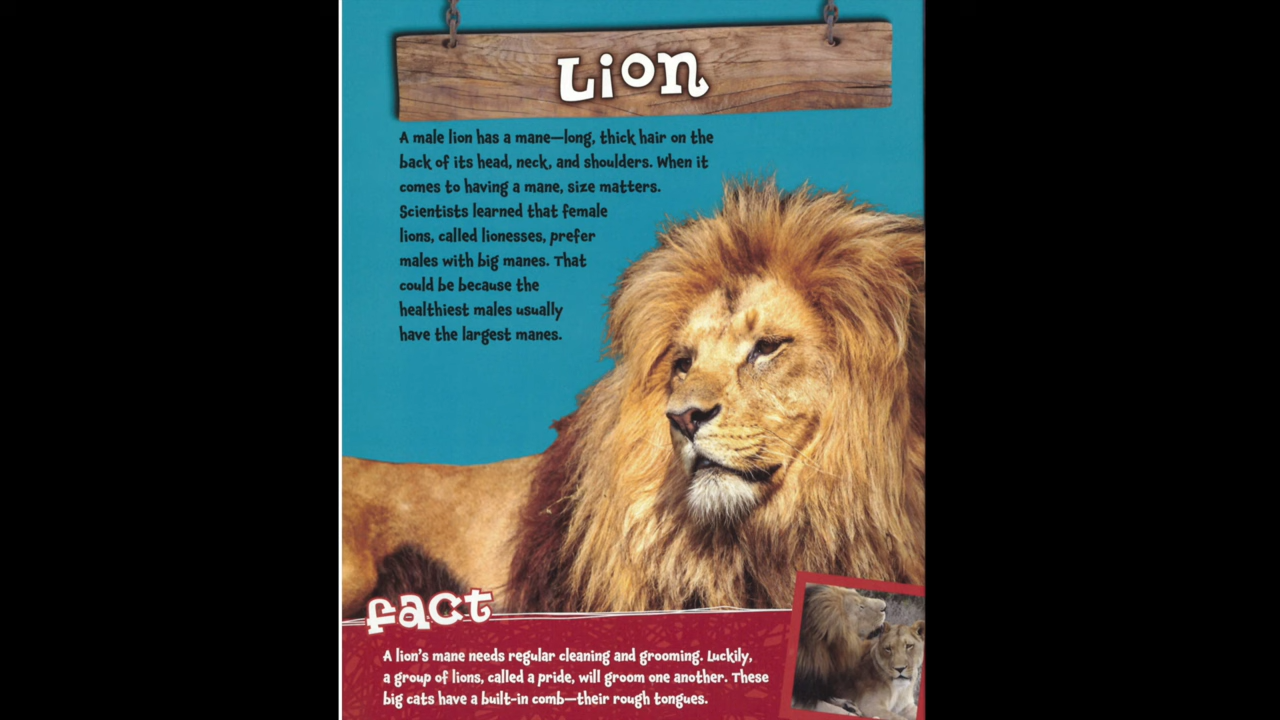 Lion
A male lion has a mane—long, thick hair on the
back of its head, neck, and shoulders. When it
comes to having a mane, size matters.
Scientists learned that female
lions, called lionesses, prefer
males with big manes. That
could be because the
healthiest males usually
have the largest manes.
fact
A lion's mane needs regular cleaning and grooming. Luckily,
a group of lions, called a pride, will groom one another. These
big cats have a built-in comb—their rough tongues.